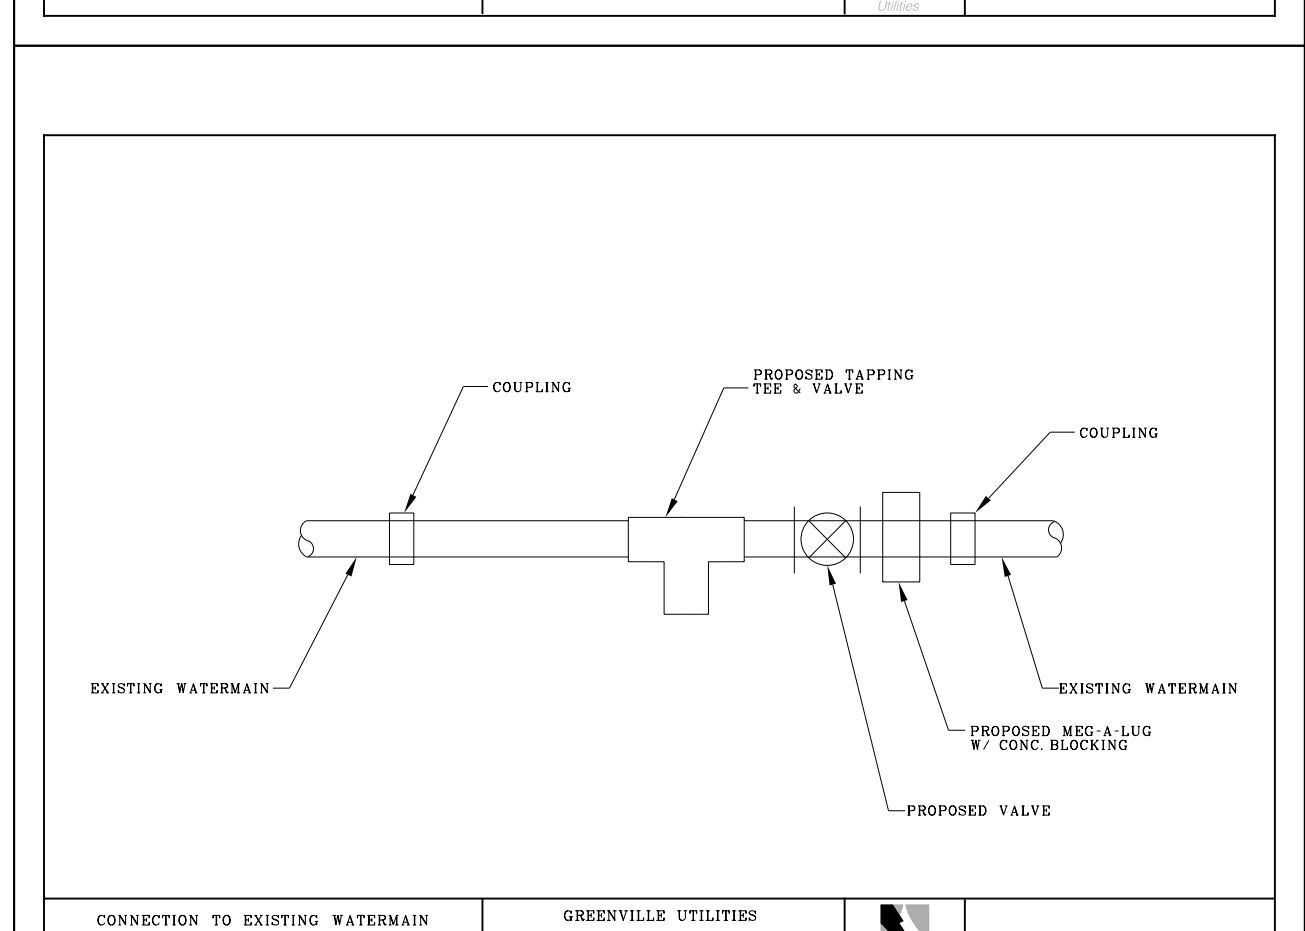 Utilities
PROPOSED TAPPING
TEE & VALVE
COUPLING
COUPLING
EXISTING WATERMAIN
EXISTING WATERMAIN
PROPOSED MEG-A-LUG
W/ CONC. BLOCKING
PROPOSED VALVE
CONNECTION TO EXISTING WATERMAIN
GREENVILLE UTILITIES